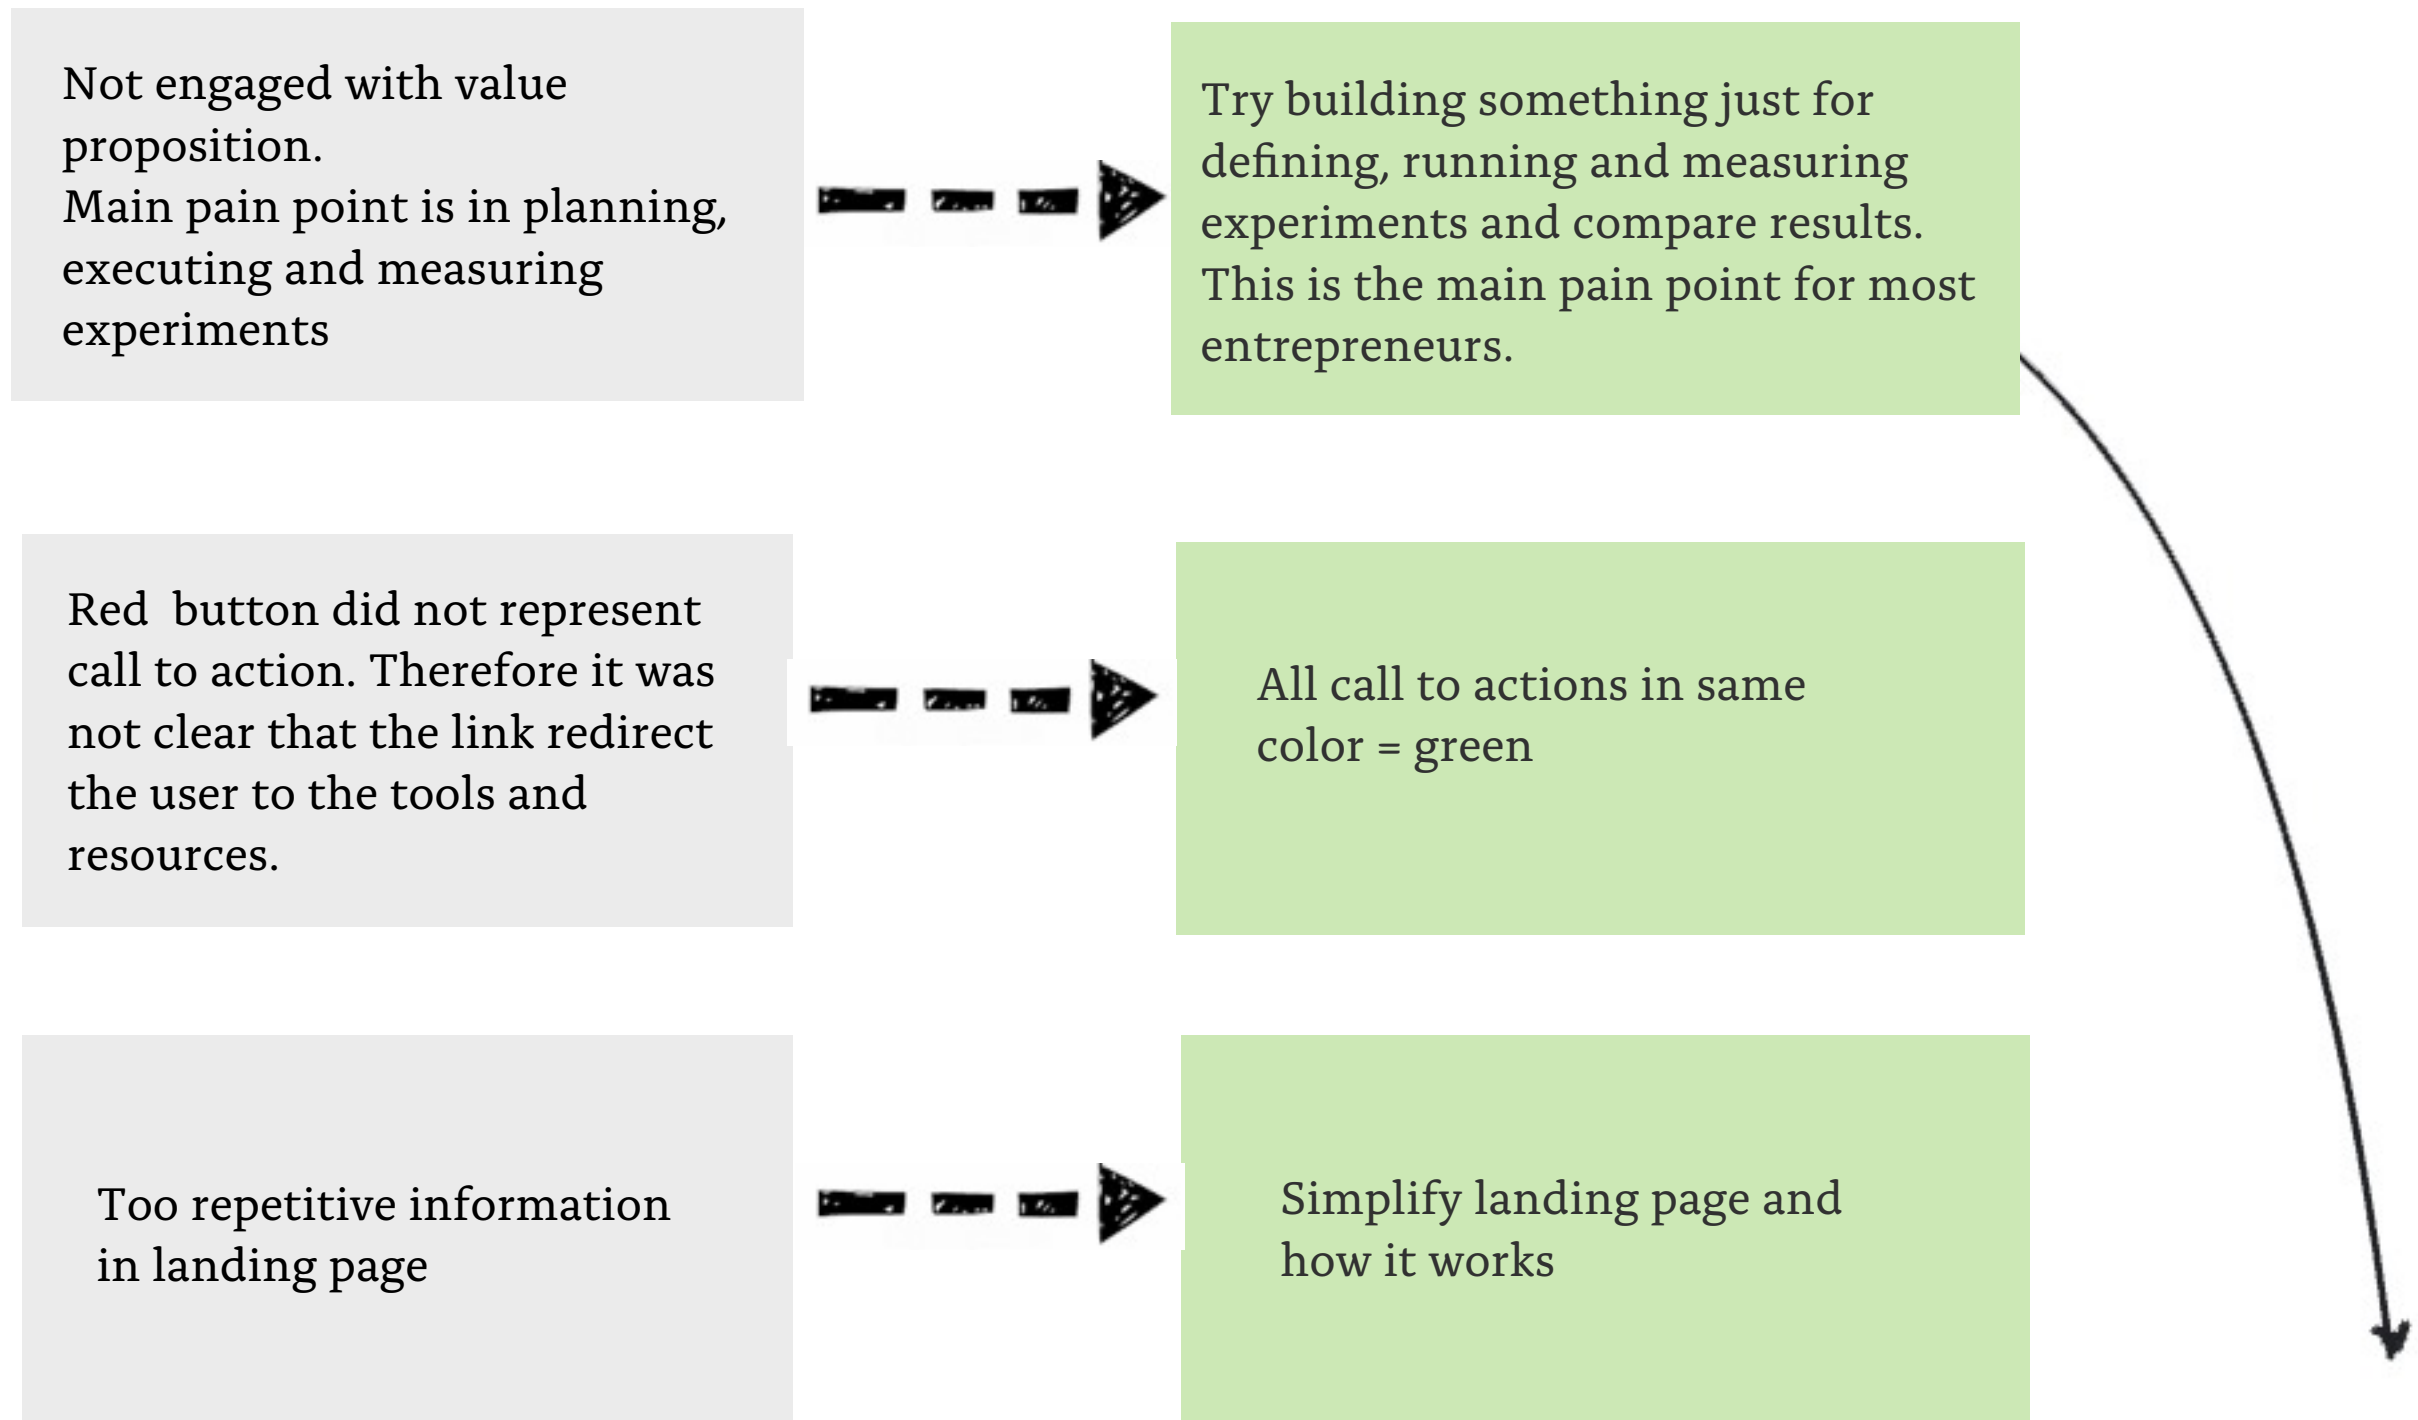 Not engaged with value
proposition.
Main pain point is in planning,
executing and measuring
experiments
Try building something just for
defining, running and measuring
experiments and compare results.
This is the main pain point for most
entrepreneurs.
Red  button did not represent
call to action. Therefore it was
not clear that the link redirect
the user to the tools and
resources.
All call to actions in same
color = green
Too repetitive information
in landing page
Simplify landing page and
how it works